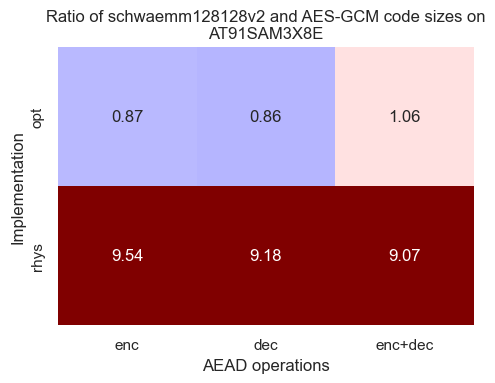 Ratio of schwaemm128128v2 and AES-GCM code sizes on
AT91SAM3X8E
Implementation
opt
0.87 0.86 1.06
rhys
9.54 9.18 9.07
enc dec enc+dec
AEAD operations